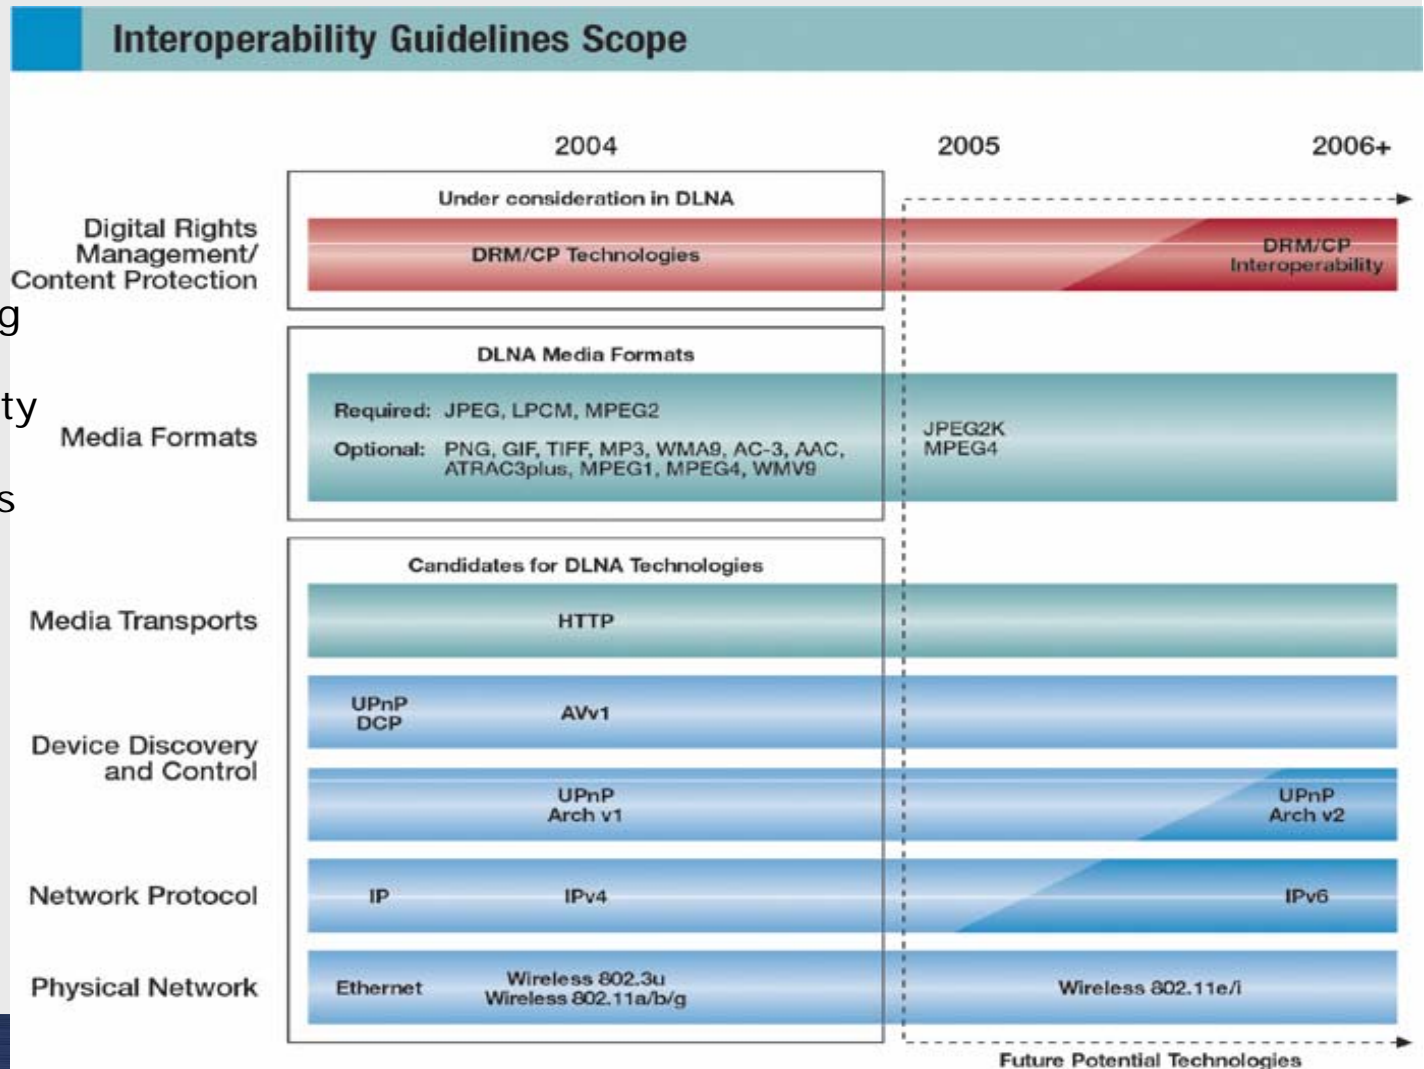 Interoperability Guidelines Scope
2004
2005
2006+
Digital Rights
Management/
Content Protection
Under consideration in DLNA
DRM/CP Technologies
DRM/CP
Interoperability
g
ty
s
Media Formats
DLNA Media Formats
Required: JPEG, LPCM, MPEG2
Optional: PNG, GIF, TIFF, MP3, WMA9, AC-3, AAC,
ATRAC3plus, MPEG1, MPEG4, WMV9
JPEG2K
MPEG4
Candidates for DLNA Technologies
Media Transports
HTTP
Device Discovery
and Control
UPnP
DCP
AVv1
UPnP
Arch v1
UPnP
Arch v2
Network Protocol
IP
IPv4
IPv6
Physical Network
Ethernet
Wireless 802.3u
Wireless 802.11a/b/g
Wireless 802.11e/i
Future Potential Technologies